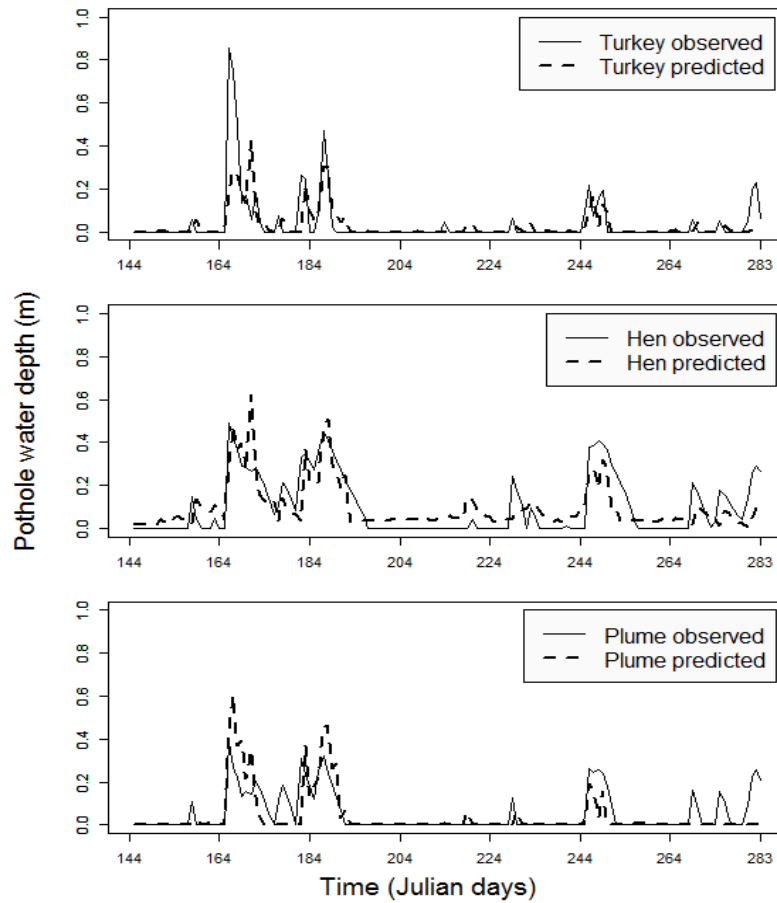 Turkey observed
Turkey predicted
0.0 0.2 0.4 0.6 0.8 1.0
144 164 184 204 224 244 264 283
Hen observed
Hen predicted
0.0 0.2 0.4 0.6 0.8 1.0
144 164 184 204 224 244 264 283
Plume observed
Plume predicted
0.0 0.2 0.4 0.6 0.8 1.0
144 164 184 204 224 244 264 283
Pothole water depth (m)
Time (Julian days)